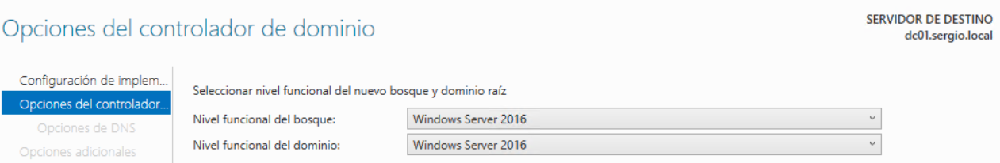 Opciones del controlador de dominio
SERVIDOR DE DESTINO
dc01.sergio.local
Configuración de implem...
Opciones del controlador...
Opciones de DNS
Opciones adicionales
Seleccionar nivel funcional del nuevo bosque y dominio raíz
Nivel funcional del bosque: Windows Server 2016
Nivel funcional del dominio: Windows Server 2016